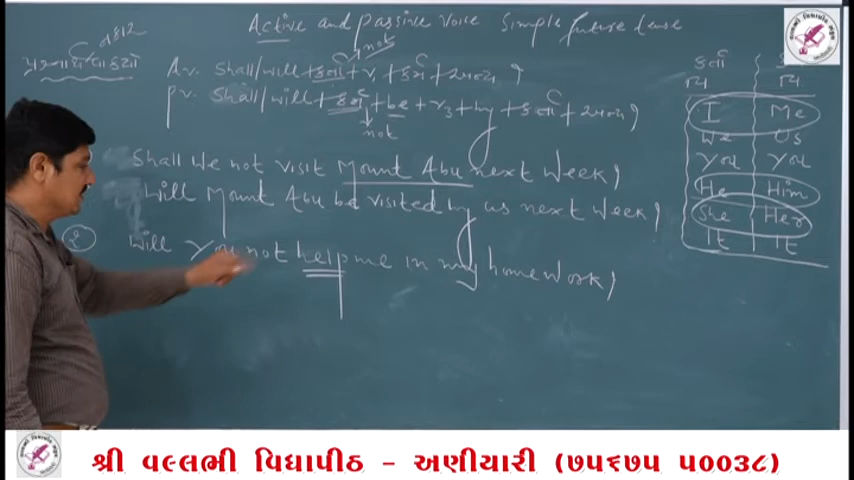 Active and passive voice Simple future tense
નકાર
પ્રશ્નાર્થ વાક્યો
not
Av. Shall/will + કર્તા + v1 + કર્મ + અન્ય ?
Pv. Shall/will + કર્મ + be + v3 + by + કર્તા + અન્ય ?
not
Shall we not visit Mount Abu next week?
Will Mount Abu be visited by us next week?
Will you not help me in my homework?
કર્તા
I Me
We Us
You You
He Him
She Her
It It
શ્રી વલ્લભી વિધાપીઠ - અણીયારી (૭૫૬૭૫ ૫૦૦૩૮)